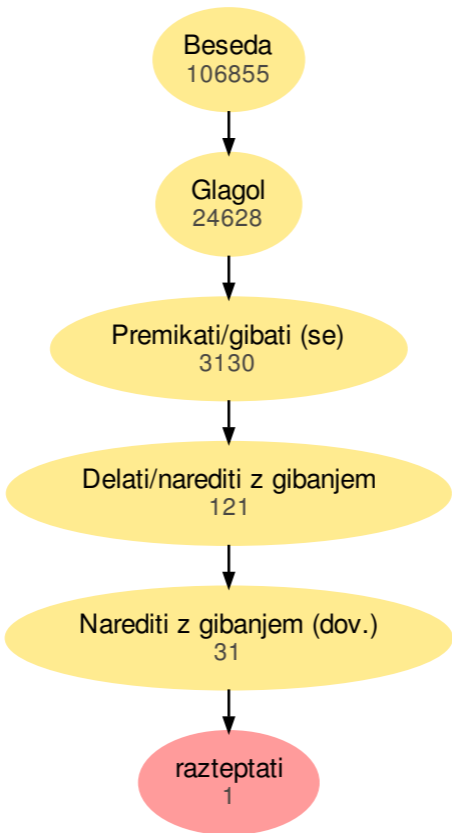 Beseda
106855
Glagol
24628
Premikati/gibati (se)
3130
Delati/narediti z gibanjem
121
Narediti z gibanjem (dov.)
31
razteptati
1